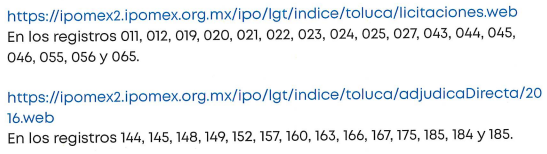 https://ipomex2.ipomex.org.mx/ipo/lgt/indice/toluca/licitaciones.web
En los registros 011, 012, 019, 020, 021, 022, 023, 024, 025, 027, 043, 044, 045,
046, 055, 056 y 065.
https://ipomex2.ipomex.org.mx/ipo/lgt/indice/toluca/adjudicaDirecta/20
16.web
En los registros 144, 145, 148, 149, 152, 157, 160, 163, 166, 167, 175, 185, 184 y 185.